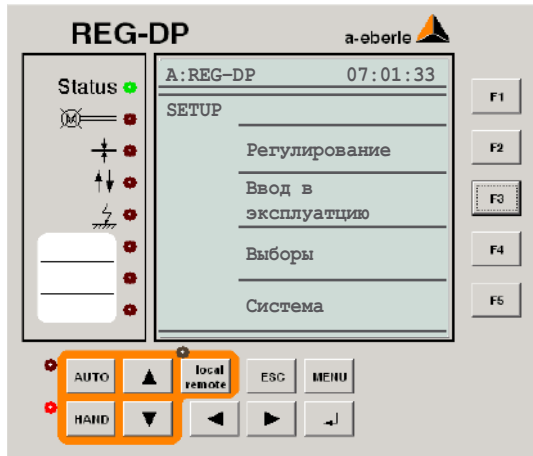 REG-DP
a-eberle
Status
M
A:REG-DP 07:01:33
SETUP
Регулирование
Ввод в
эксплуатцию
Выборы
Система
F1
F2
F3
F4
F5
AUTO
local
remote
ESC
MENU
HAND